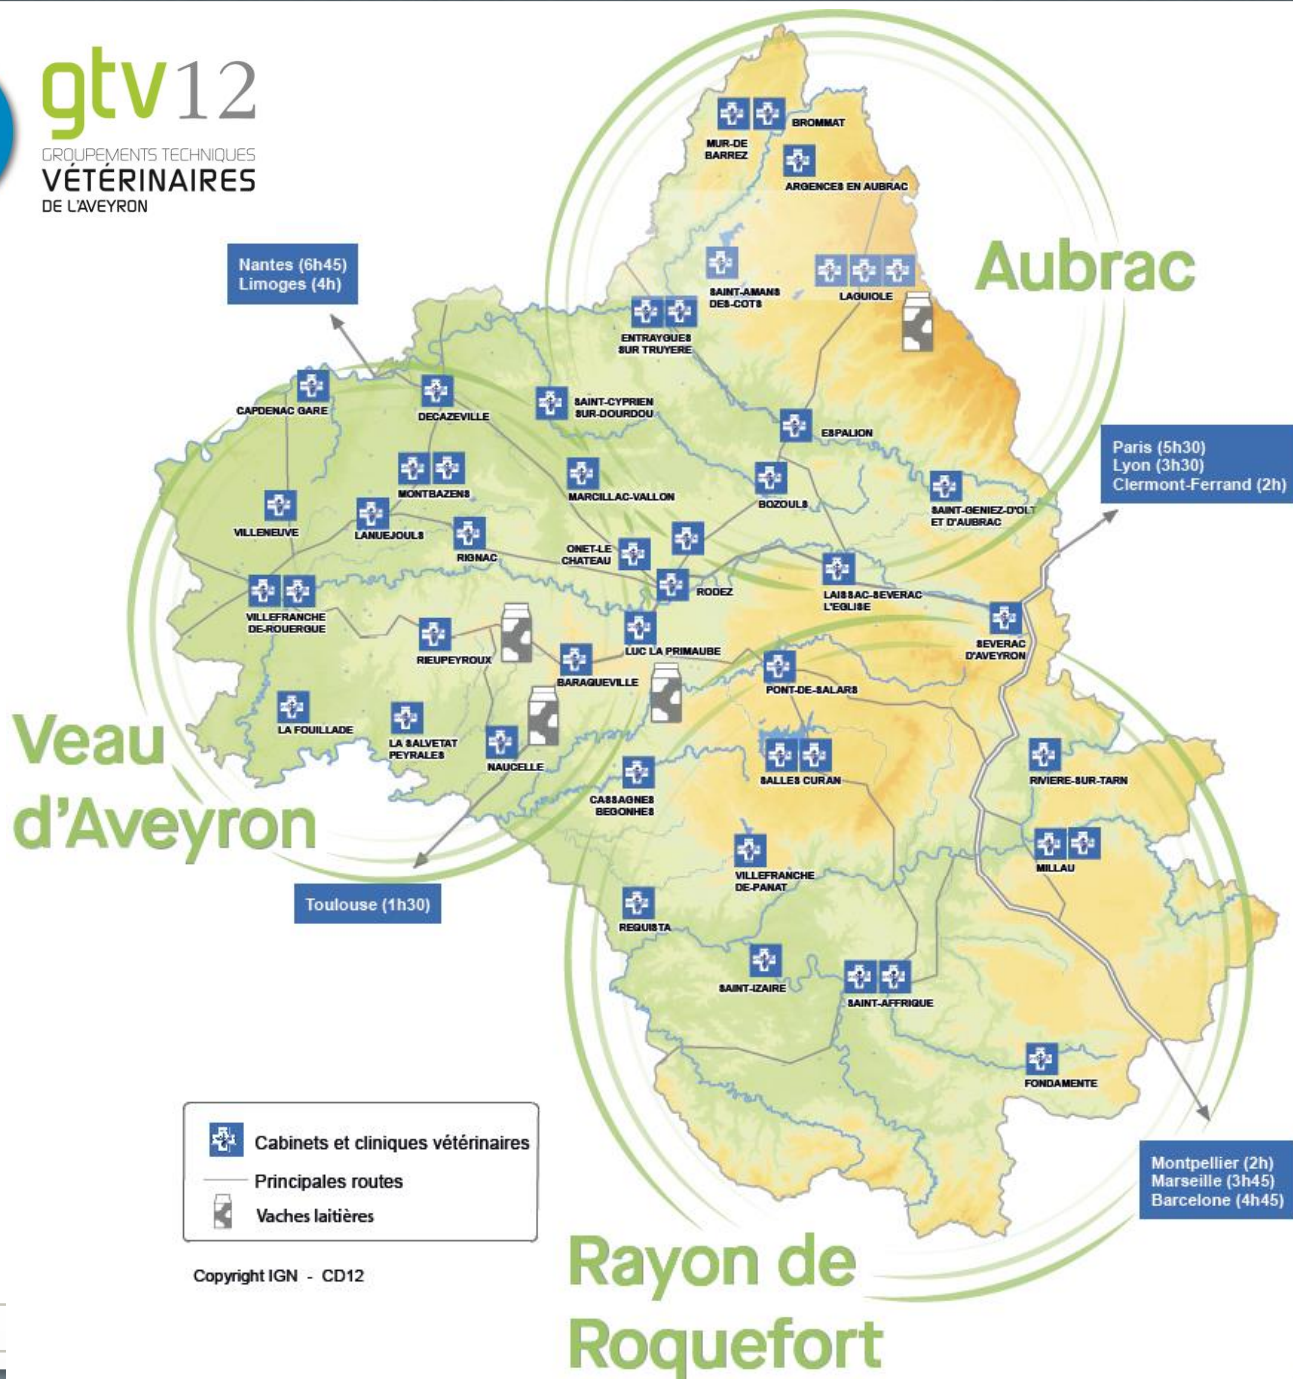 gtv12
GROUPEMENTS TECHNIQUES
VÉTÉRINAIRES
DE L'AVEYRON
BROMMAT
MUR-DE
BARREZ
ARGENCES EN AUBRAC
Aubrac
Nantes (6h45)
Limoges (4h)
SAINT-AMANS
DES-COTS
LAGUIOLE
ENTRAYGUES
SUR TRUYERE
CAPDENAC GARE
DECAZEVILLE
SAINT-CYPRIEN
SUR-DOURDOU
ESPALION
Paris (5h30)
Lyon (3h30)
Clermont-Ferrand (2h)
MONTBAZENS
MARCILLAC-VALLON
BOZOULS
SAINT-GENIEZ-D'OLT
ET D'AUBRAC
VILLENEUVE
LANUEJOULS
RIGNAC
ONET-LE
CHATEAU
RODEZ
LAISSAC-SEVERAC
L'EGLISE
VILLEFRANCHE
DE-ROUERGUE
RIEUPEYROUX
LUC LA PRIMAUBE
SEVERAC
D'AVEYRON
BARAQUEVILLE
PONT-DE-SALARS
Veau
d'Aveyron
LA FOUILLADE
LA SALVETAT
PEYRALES
NAUCELLE
SALLES CURAN
RIVIERE-SUR-TARN
CASSAGNES
BEGONHES
VILLEFRANCHE
DE-PANAT
MILLAU
Toulouse (1h30)
REQUISTA
SAINT-IZAIRE
SAINT-AFFRIQUE
FONDAMENTE
Cabinets et cliniques vétérinaires
Principales routes
Vaches laitières
Copyright IGN - CD12
Montpellier (2h)
Marseille (3h45)
Barcelone (4h45)
Rayon de
Roquefort